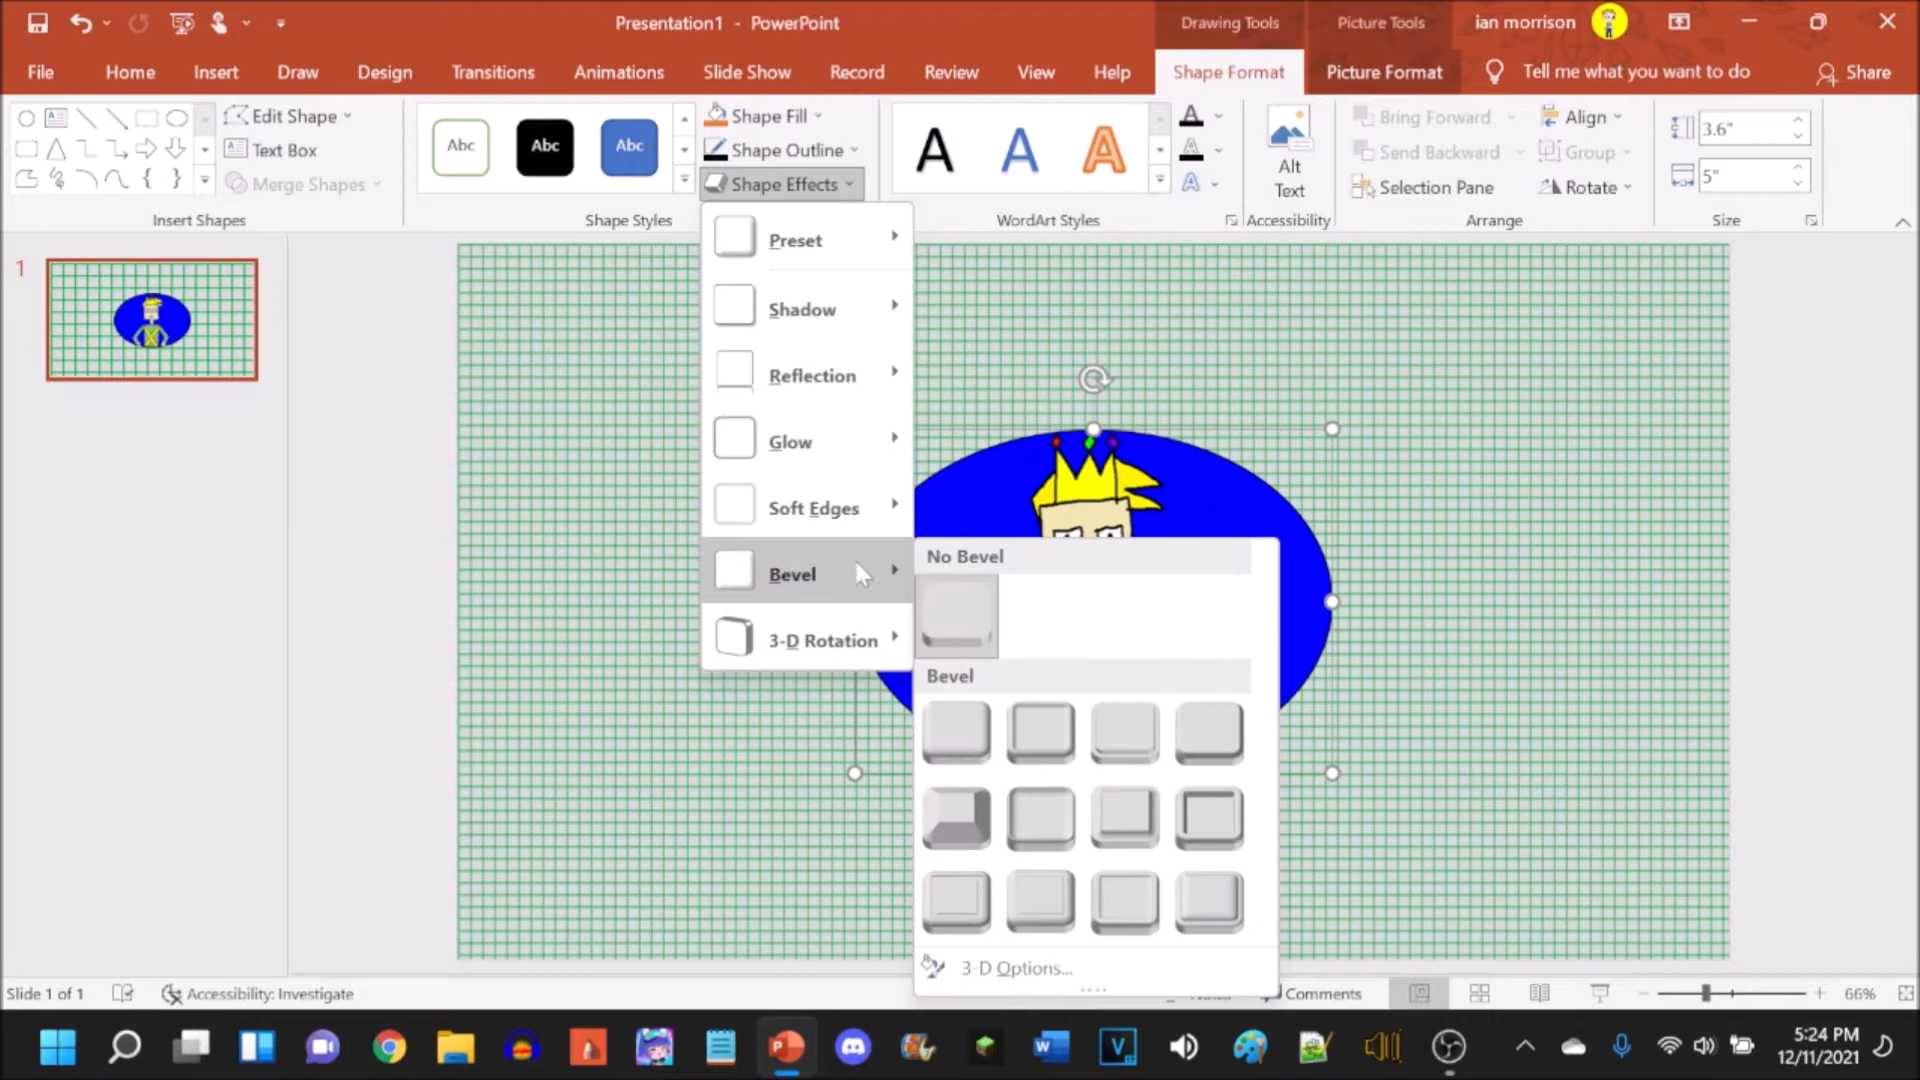 Presentation1 - PowerPoint
Drawing Tools
Picture Tools
ian morrison
File
Home
Insert
Draw
Design
Transitions
Animations
Slide Show
Record
Review
View
Help
Shape Format
Picture Format
Tell me what you want to do
Share
Edit Shape
Text Box
Merge Shapes
Insert Shapes
Abc
Abc
Abc
Shape Styles
Shape Fill
Shape Outline
Shape Effects
A
A
A
WordArt Styles
A
A
A
Alt
Text
Accessibility
Bring Forward
Send Backward
Selection Pane
Align
Group
Rotate
Arrange
3.6"
5"
Size
1
Preset
Shadow
Reflection
Glow
Soft Edges
Bevel
3-D Rotation
No Bevel
Bevel
3-D Options...
Slide 1 of 1
Accessibility: Investigate
Comments
66%
W
V
5:24 PM
12/11/2021